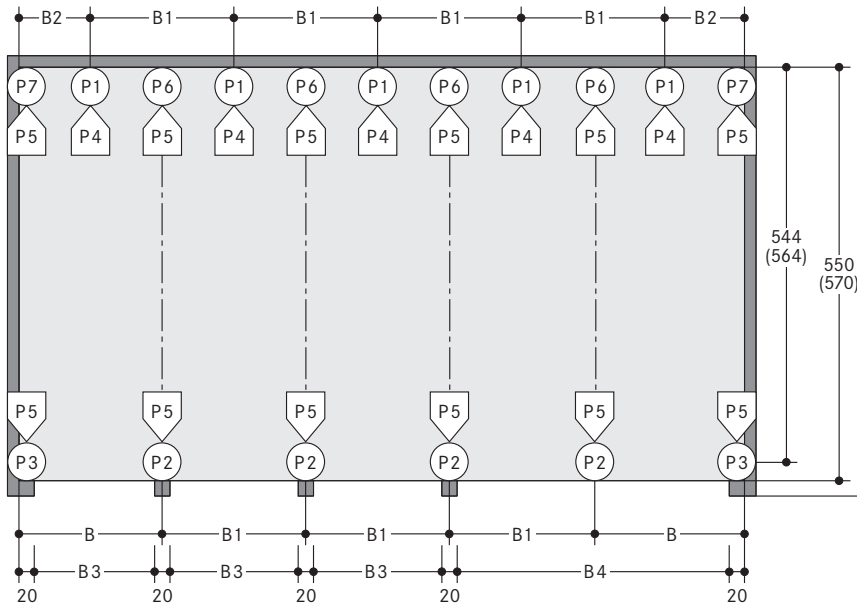 B2 B1 B1 B1 B1 B2
P7 P1 P6 P1 P6 P1 P6 P1 P6 P1 P7
P5 P4 P5 P4 P5 P4 P5 P4 P5 P4 P5
544
(564)
550
(570)
P5 P5 P5 P5 P5 P5
P3 P2 P2 P2 P2 P3
B B1 B1 B1 B
B3 B3 B3 B4
20 20 20 20 20